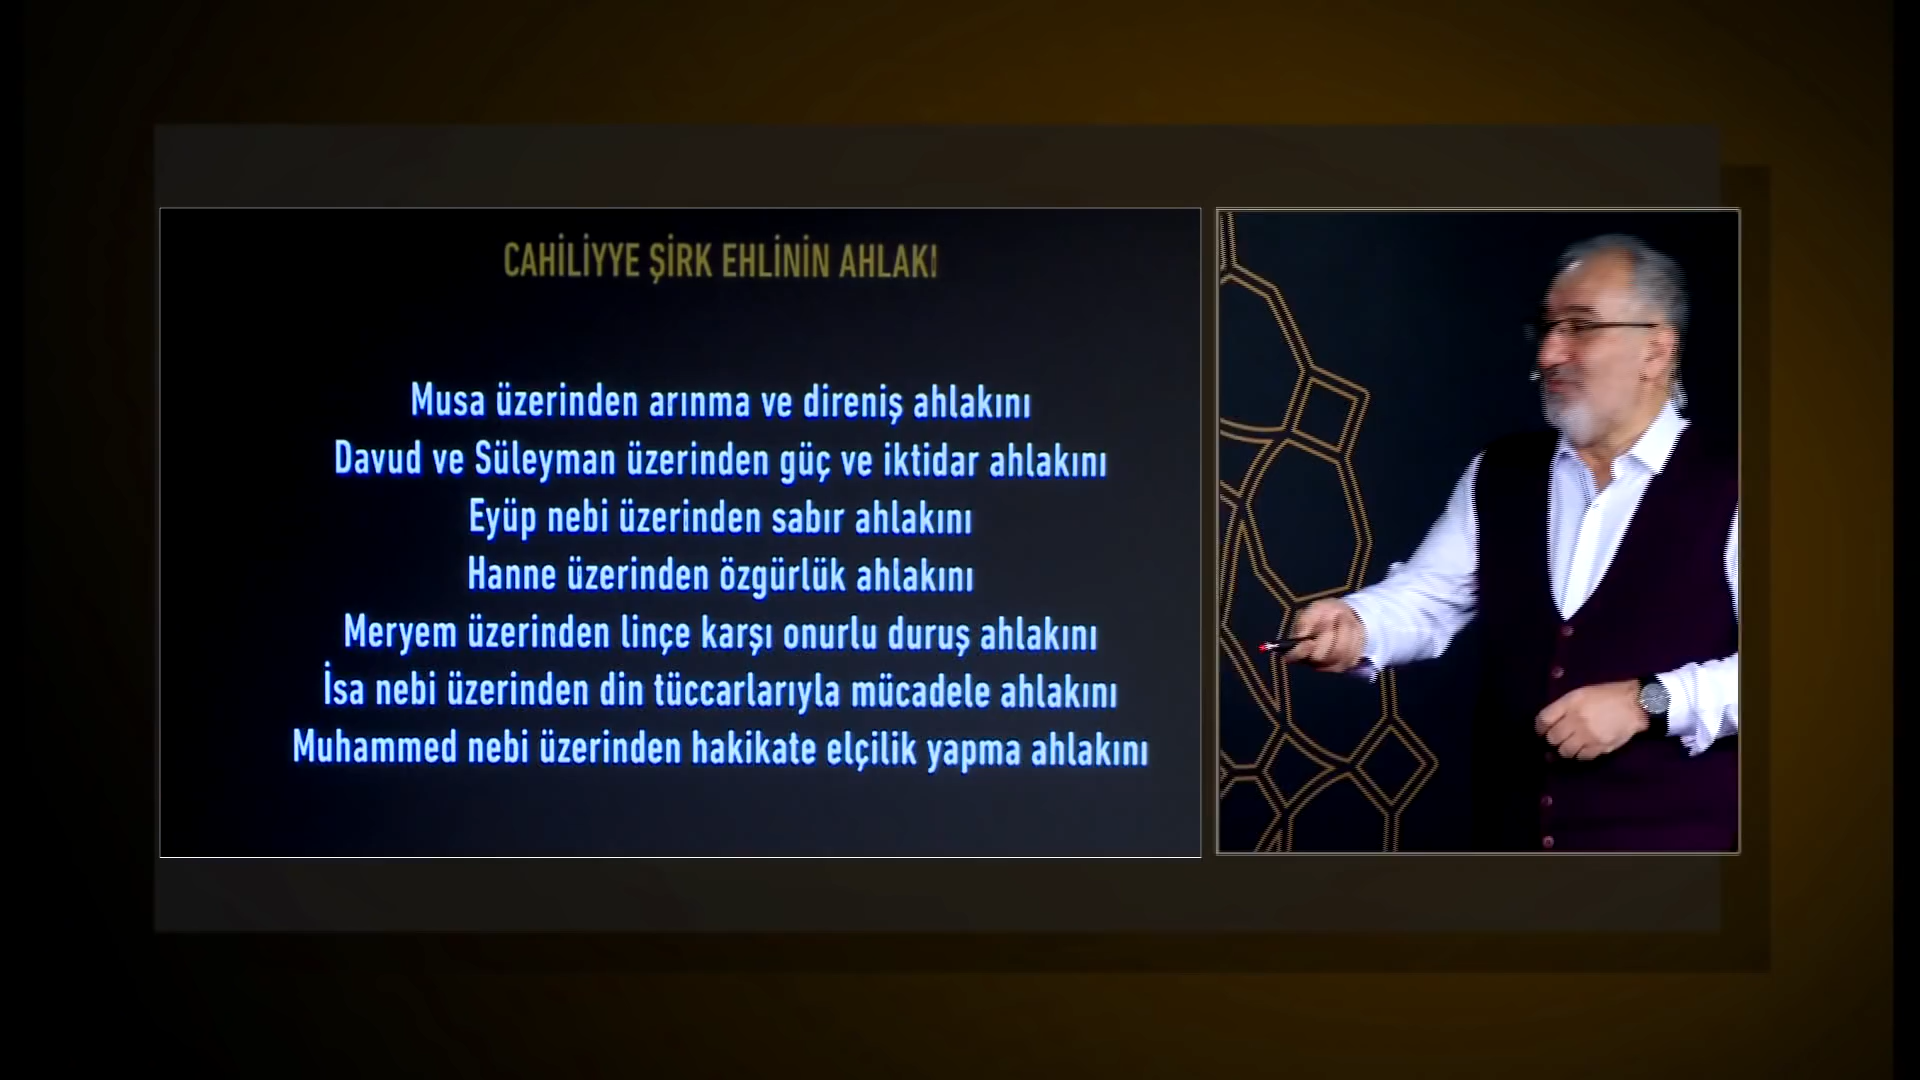 CAHİLİYYE ŞİRK EHLİNİN AHLAKI
Musa üzerinden arınma ve direniş ahlakını
Davud ve Süleyman üzerinden güç ve iktidar ahlakını
Eyüp nebi üzerinden sabır ahlakını
Hanne üzerinden özgürlük ahlakını
Meryem üzerinden linçe karşı onurlu duruş ahlakını
İsa nebi üzerinden din tüccarlarıyla mücadele ahlakını
Muhammed nebi üzerinden hakikate elçilik yapma ahlakını